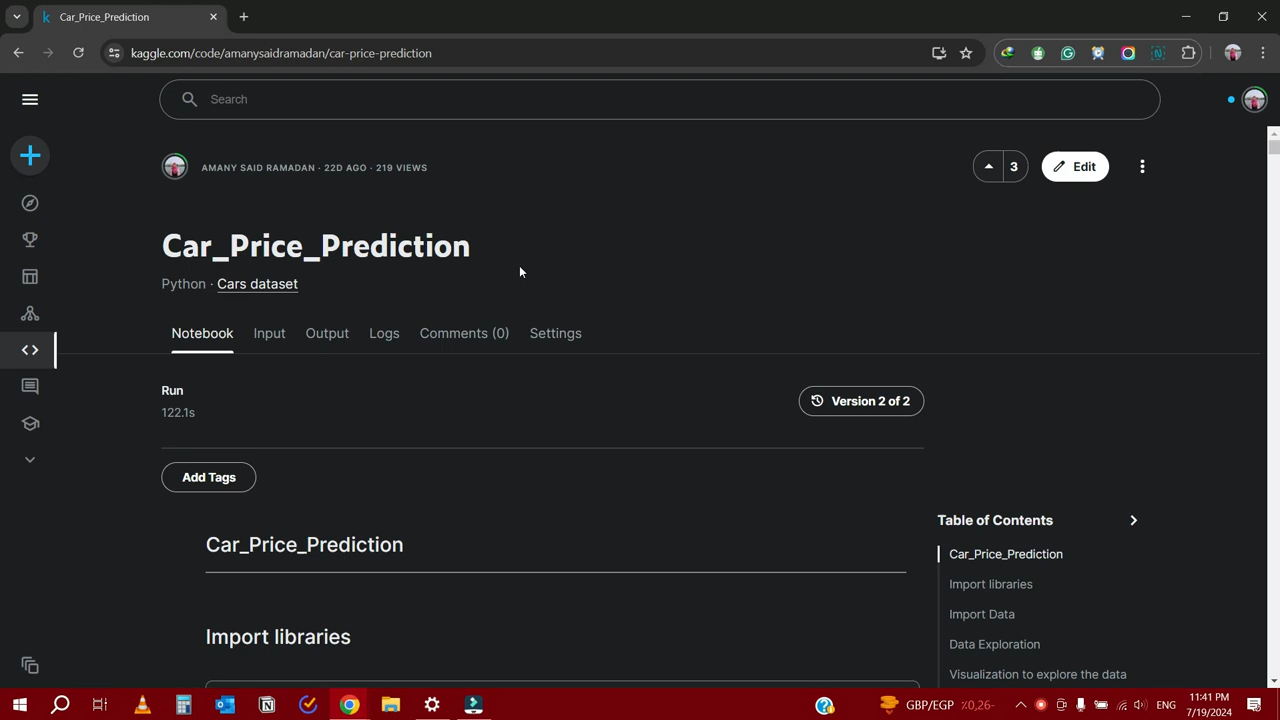 Car_Price_Prediction
kaggle.com/code/amanysaidramadan/car-price-prediction
Search
AMANY SAID RAMADAN · 22D AGO · 219 VIEWS
3
Edit
Car_Price_Prediction
Python · Cars dataset
Notebook
Input
Output
Logs
Comments (0)
Settings
Run
122.1s
Version 2 of 2
Add Tags
Car_Price_Prediction
Import libraries
Table of Contents
Car_Price_Prediction
Import libraries
Import Data
Data Exploration
Visualization to explore the data
GBP/EGP
٪0,26-
ENG
11:41 PM
7/19/2024